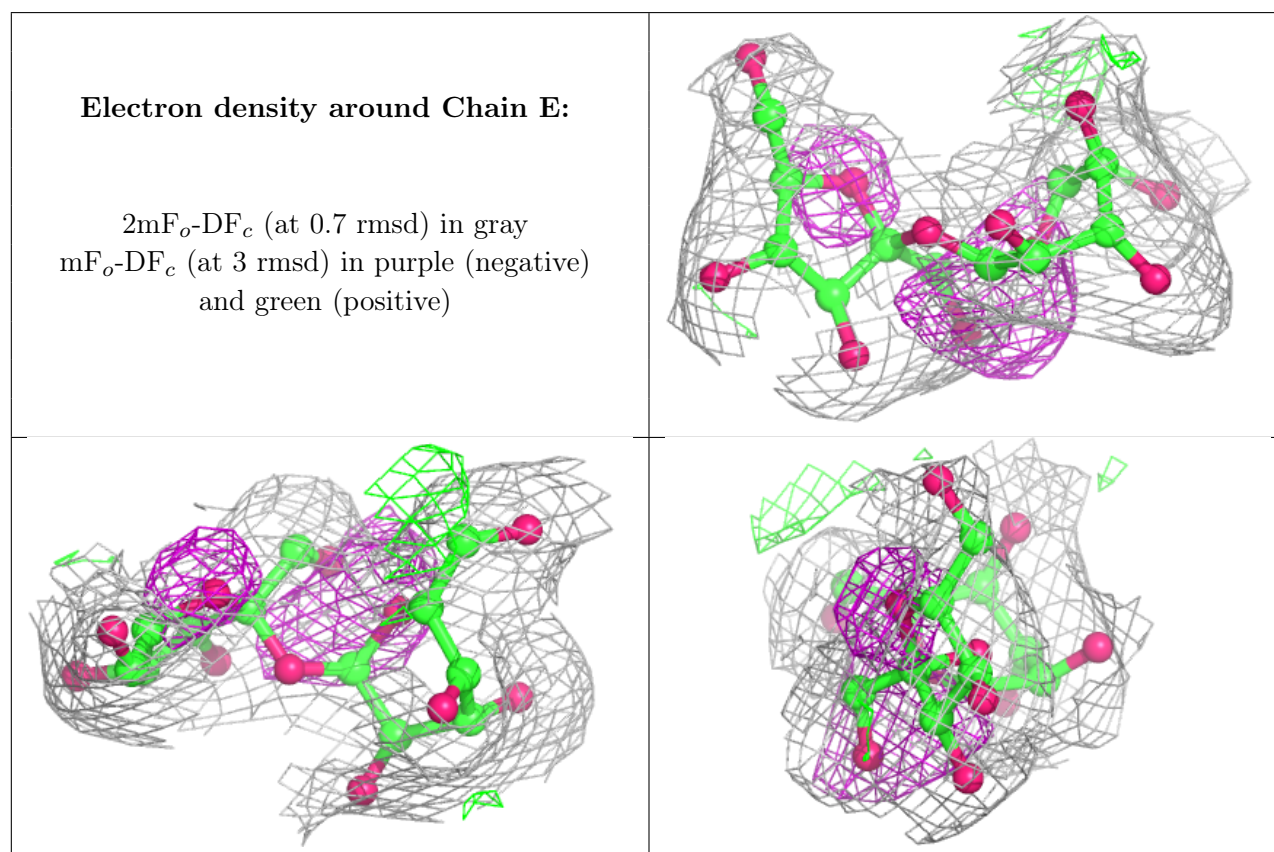 Electron density around Chain E:
2mFo-DFc (at 0.7 rmsd) in gray
mFo-DFc (at 3 rmsd) in purple (negative)
and green (positive)